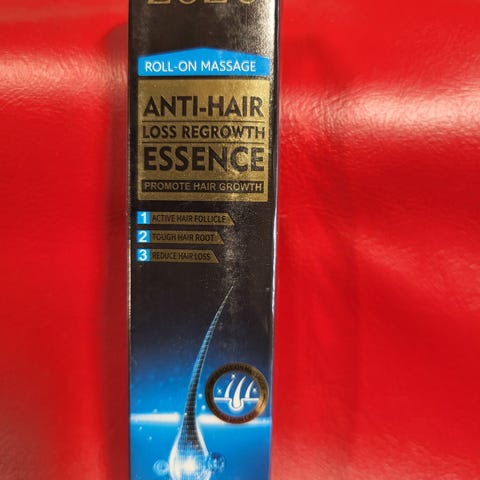 ROLL-ON MASSAGE
ANTI-HAIR
LOSS REGROWTH
ESSENCE
PROMOTE HAIR GROWTH
1 ACTIVE HAIR FOLLICLE
2 TOUGH HAIR ROOT
3 REDUCE HAIR LOSS